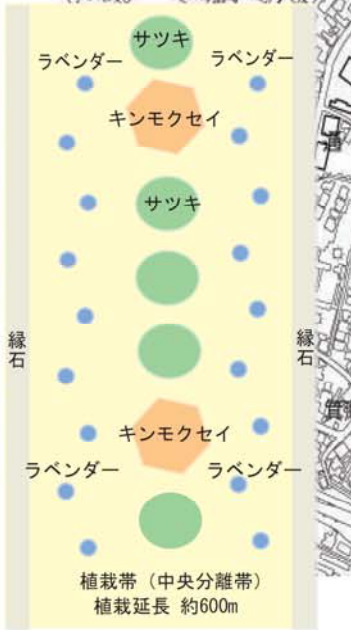 サツキ
ラベンダー
ラベンダー
キンモクセイ
サツキ
縁石
縁石
キンモクセイ
ラベンダー
ラベンダー
植栽帯（中央分離帯）
植栽延長 約600m